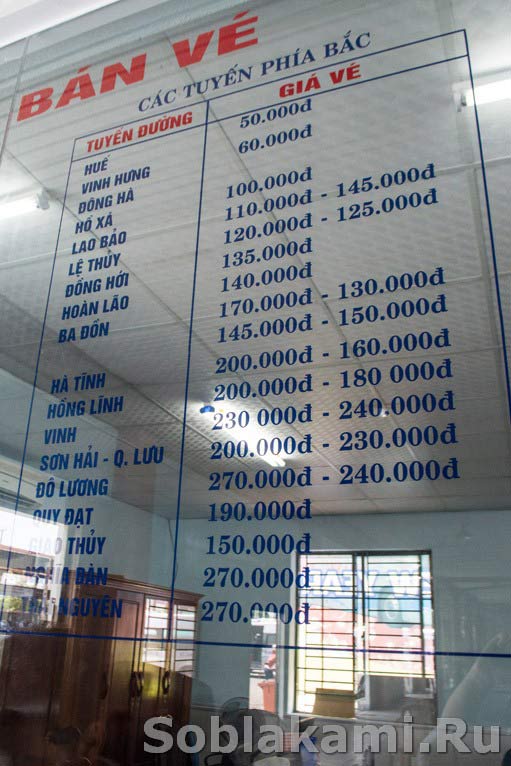 BÁN VÉ
CÁC TUYẾN PHÍA BẮC
TUYẾN ĐƯỜNG GIÁ VÉ
HUẾ 50.000đ
VINH HƯNG 60.000đ
ĐÔNG HÀ 100.000đ
HỒ XÁ 110.000đ - 145.000đ
LAO BẢO 120.000đ - 125.000đ
LỆ THỦY 135.000đ
ĐỒNG HỚI 140.000đ
HOÀN LÃO 170.000đ - 130.000đ
BA ĐỒN 145.000đ - 150.000đ
HÀ TĨNH 200.000đ - 160.000đ
HỒNG LĨNH 200.000đ - 180 000đ
VINH 230 000đ - 240.000đ
SƠN HẢI - Q. LƯU 200.000đ - 230.000đ
ĐÔ LƯƠNG 270.000đ - 240.000đ
QUY ĐẠT 190.000đ
GIAO THỦY 150.000đ
NGHĨA ĐÀN 270.000đ
NGUYÊN 270.000đ
Soblakami.Ru